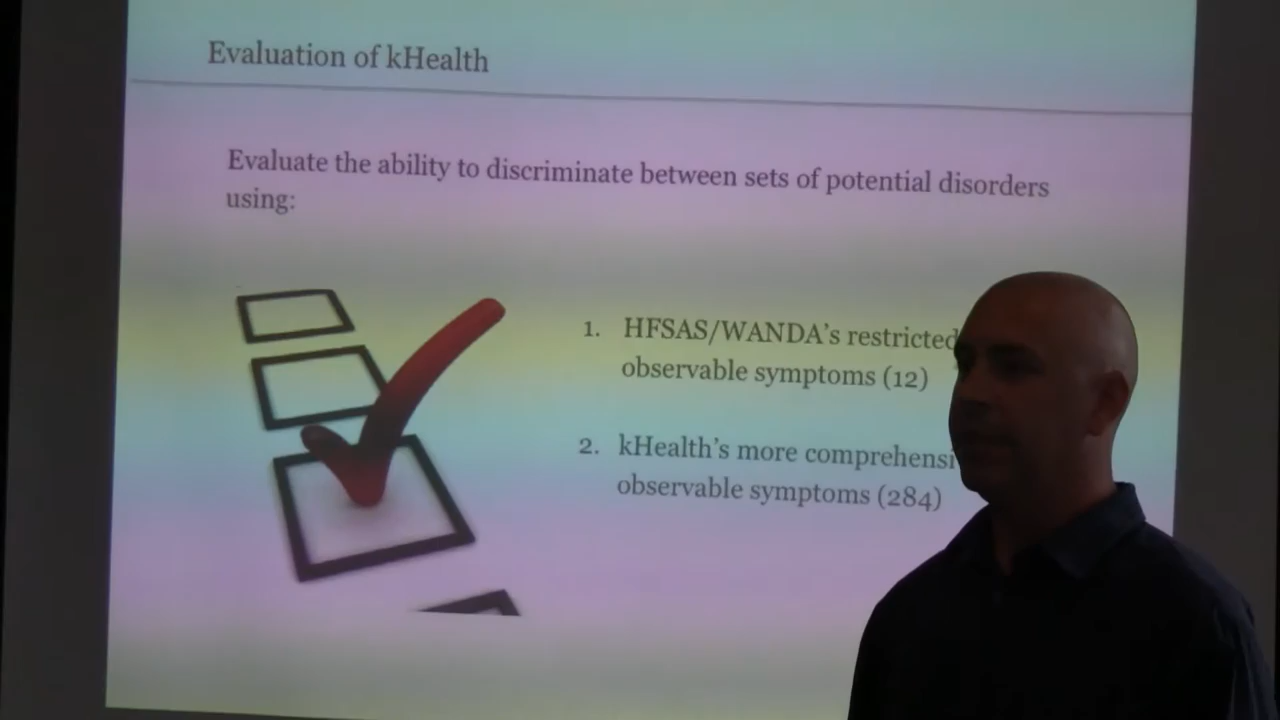 Evaluation of kHealth
Evaluate the ability to discriminate between sets of potential disorders
using:
1. HFSAS/WANDA's restricted
observable symptoms (12)
2. kHealth's more comprehensi
observable symptoms (284)